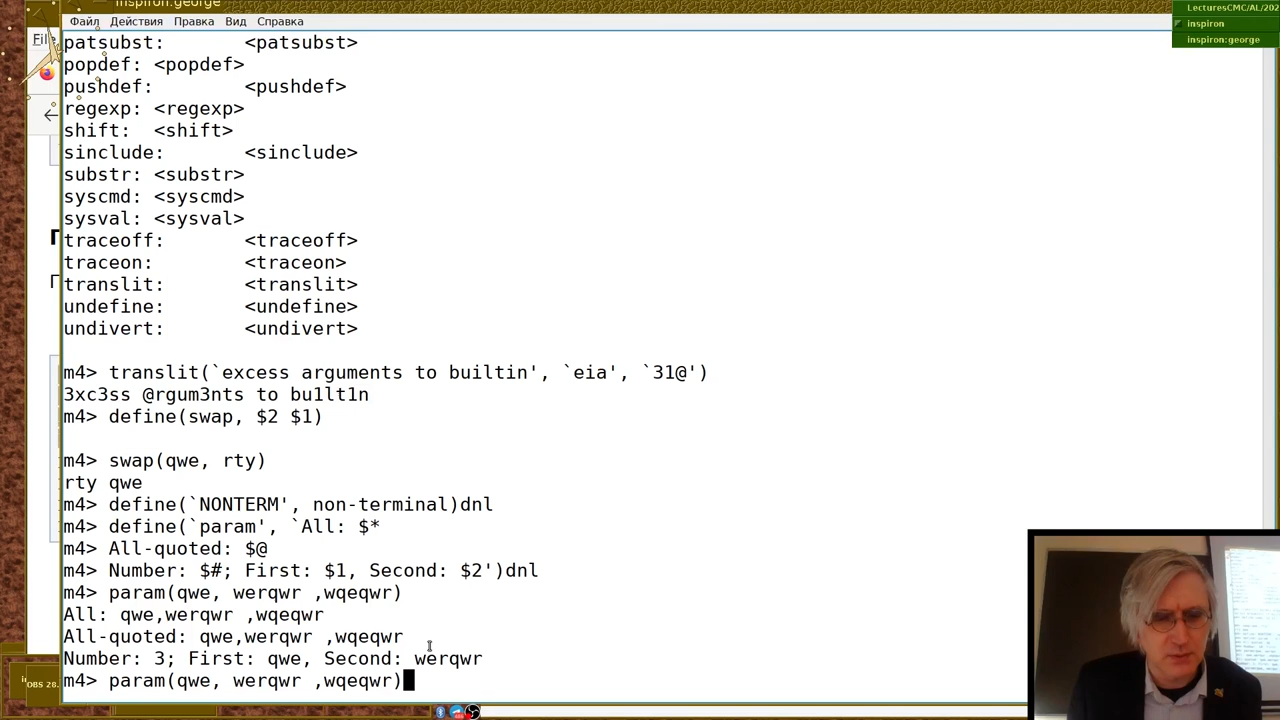 inspiron:george
LecturesCMC/AL/202
inspiron
inspiron:george
Файл Действия Правка Вид Справка
patsubst: <patsubst>
popdef: <popdef>
pushdef: <pushdef>
regexp: <regexp>
shift: <shift>
sinclude: <sinclude>
substr: <substr>
syscmd: <syscmd>
sysval: <sysval>
traceoff: <traceoff>
traceon: <traceon>
translit: <translit>
undefine: <undefine>
undivert: <undivert>
m4> translit(`excess arguments to builtin', `eia', `31@')
3xc3ss @rgum3nts to bu1lt1n
m4> define(swap, $2 $1)
m4> swap(qwe, rty)
rty qwe
m4> define(`NONTERM', non-terminal)dnl
m4> define(`param', `All: $*
m4> All-quoted: $@
m4> Number: $#; First: $1, Second: $2')dnl
m4> param(qwe, werqwr ,wqeqwr)
All: qwe,werqwr ,wqeqwr
All-quoted: qwe,werqwr ,wqeqwr
Number: 3; First: qwe, Second: werqwr
m4> param(qwe, werqwr ,wqeqwr)
OBS 28.